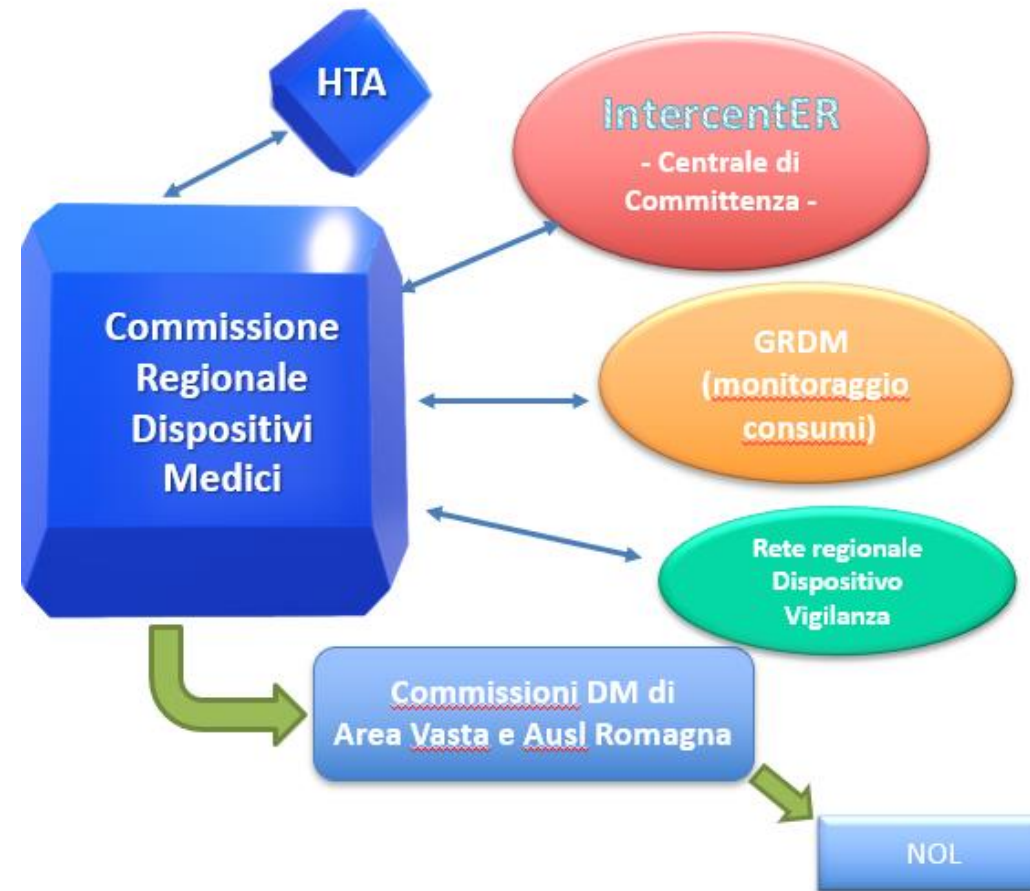 HTA
IntercentER
- Centrale di
Committenza -
Commissione
Regionale
Dispositivi
Medici
GRDM
(monitoraggio
consumi)
Rete regionale
Dispositivo
Vigilanza
Commissioni DM di
Area Vasta e Ausl Romagna
NOL